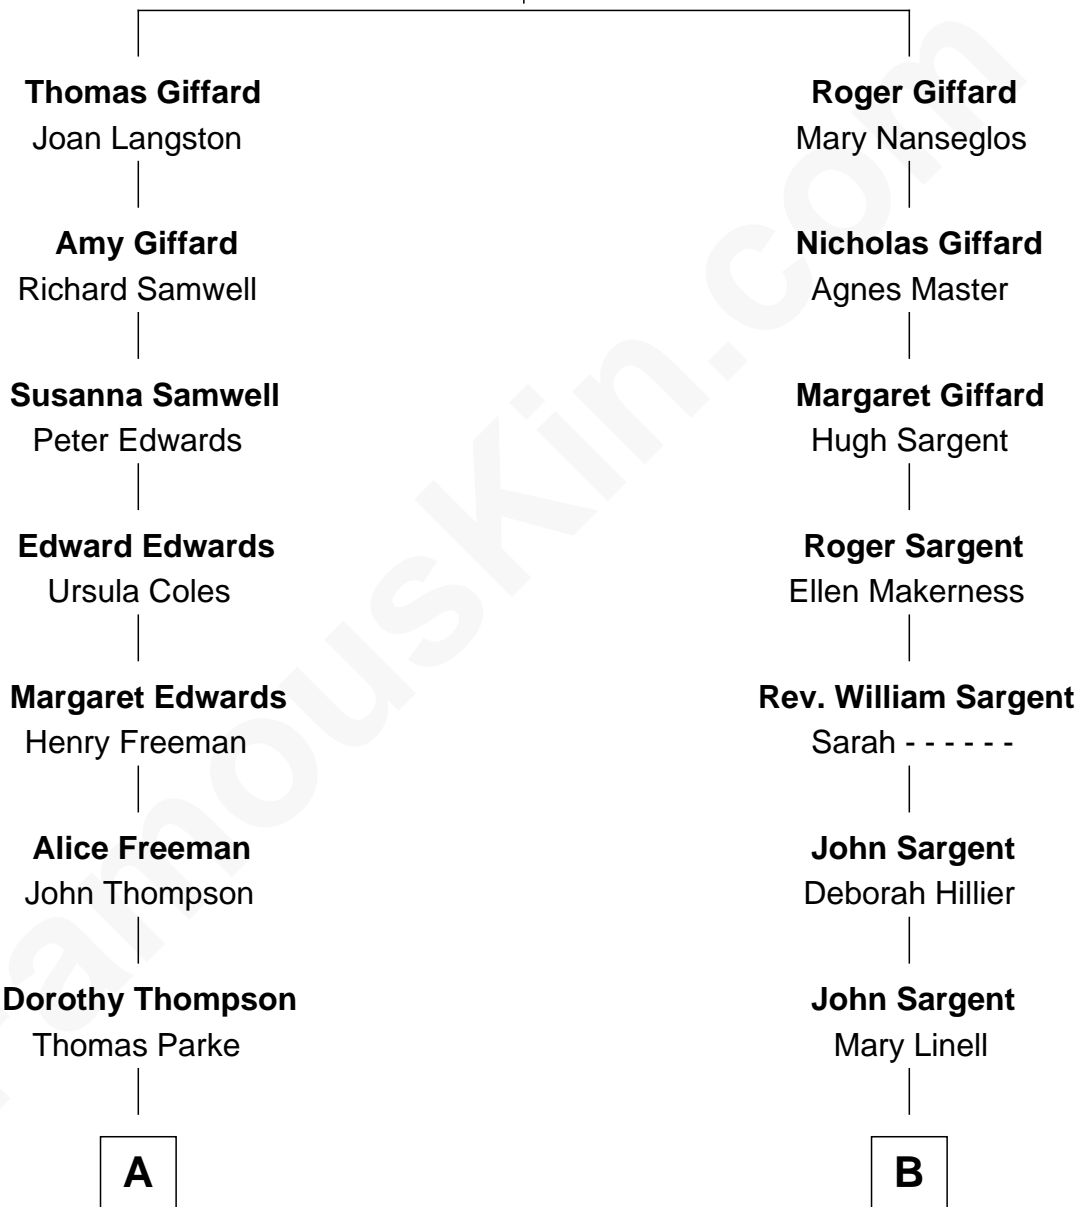 Thomas Giffard
Joan Langston
Roger Giffard
Mary Nanseglos
Amy Giffard
Richard Samwell
Nicholas Giffard
Agnes Master
Susanna Samwell
Peter Edwards
Margaret Giffard
Hugh Sargent
Edward Edwards
Ursula Coles
Roger Sargent
Ellen Makerness
Margaret Edwards
Henry Freeman
Rev. William Sargent
Sarah - - - - - -
Alice Freeman
John Thompson
John Sargent
Deborah Hillier
Dorothy Thompson
Thomas Parke
John Sargent
Mary Linell
A
B
FamousKin.com